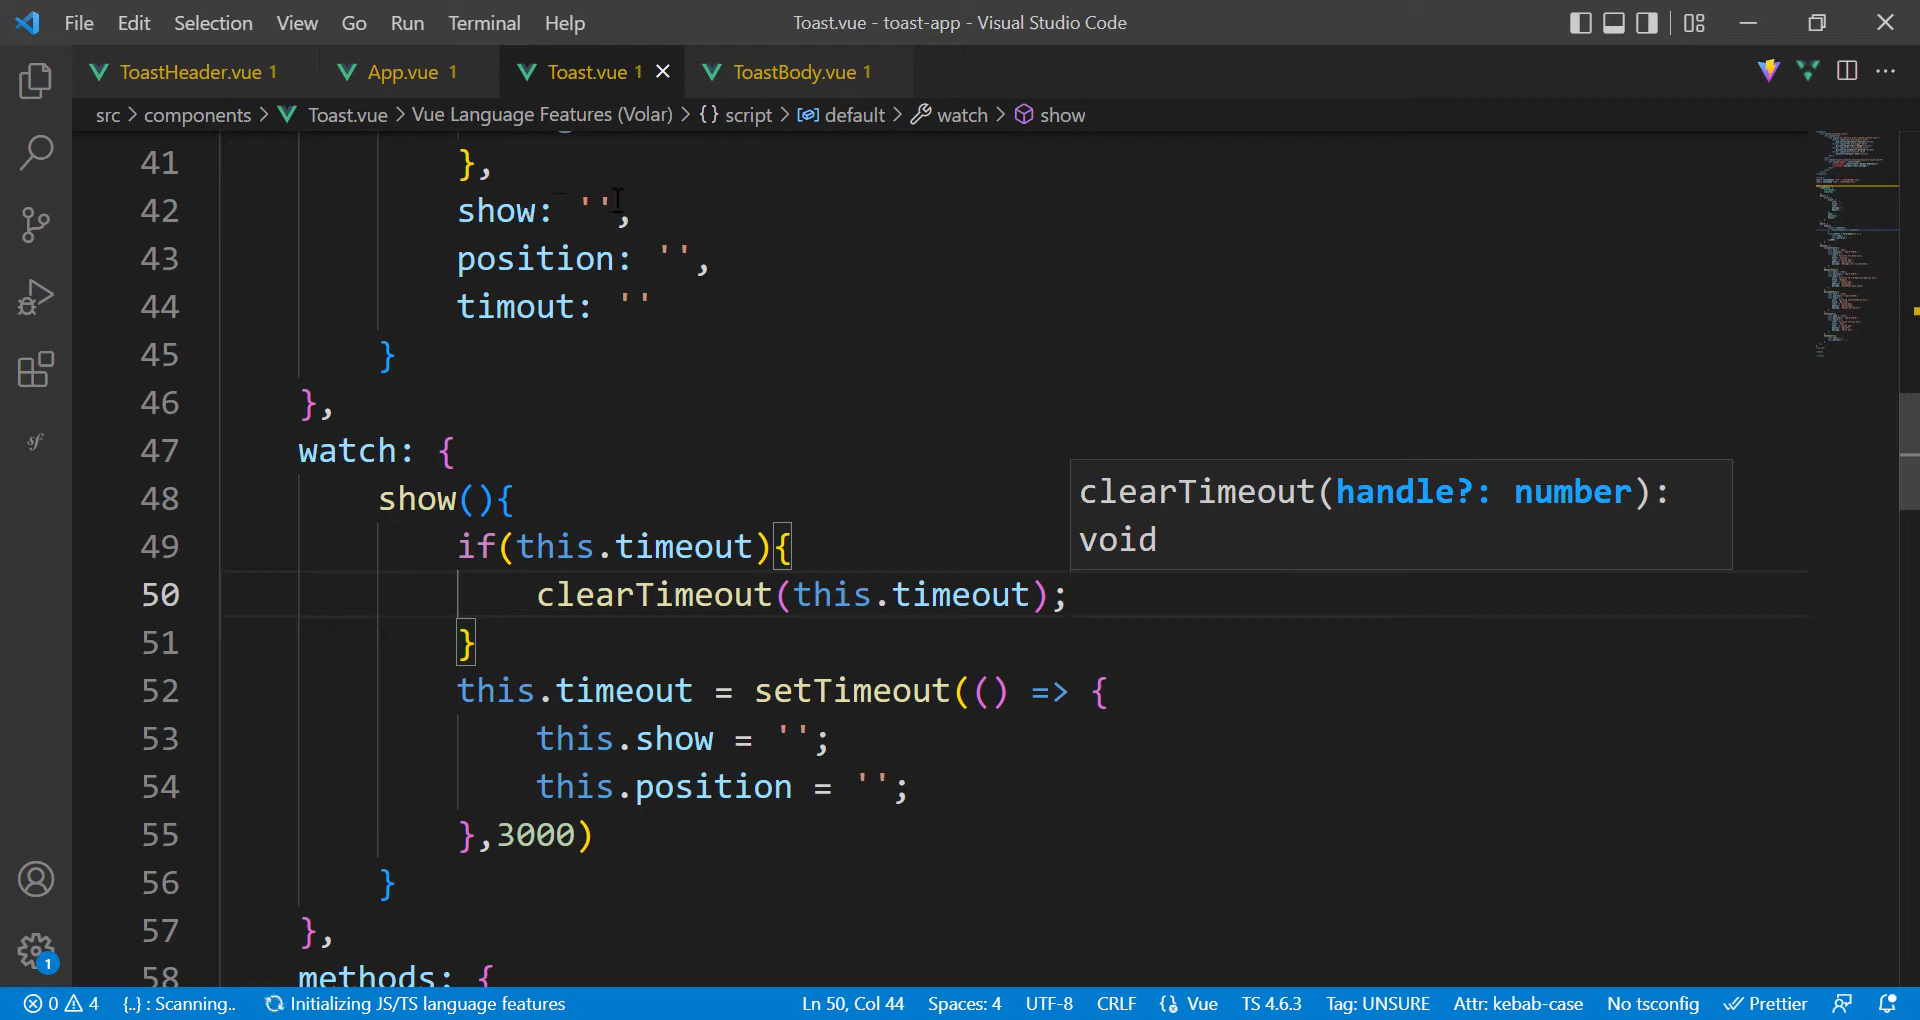 File Edit Selection View Go Run Terminal Help Toast.vue - toast-app - Visual Studio Code
ToastHeader.vue 1 App.vue 1 Toast.vue 1 ToastBody.vue 1
src > components > Toast.vue > Vue Language Features (Volar) > {} script > default > watch > show
41 },
42 show: '',
43 position: '',
44 timout: ''
45 }
46 },
47 watch: {
48 show(){
49 if(this.timeout){
50 clearTimeout(this.timeout);
51 }
52 this.timeout = setTimeout(() => {
53 this.show = '';
54 this.position = '';
55 },3000)
56 }
57 },
58 methods: {
clearTimeout(handle?: number):
void
sf
1
0 4 {..} : Scanning.. Initializing JS/TS language features Ln 50, Col 44 Spaces: 4 UTF-8 CRLF {} Vue TS 4.6.3 Tag: UNSURE Attr: kebab-case No tsconfig Prettier